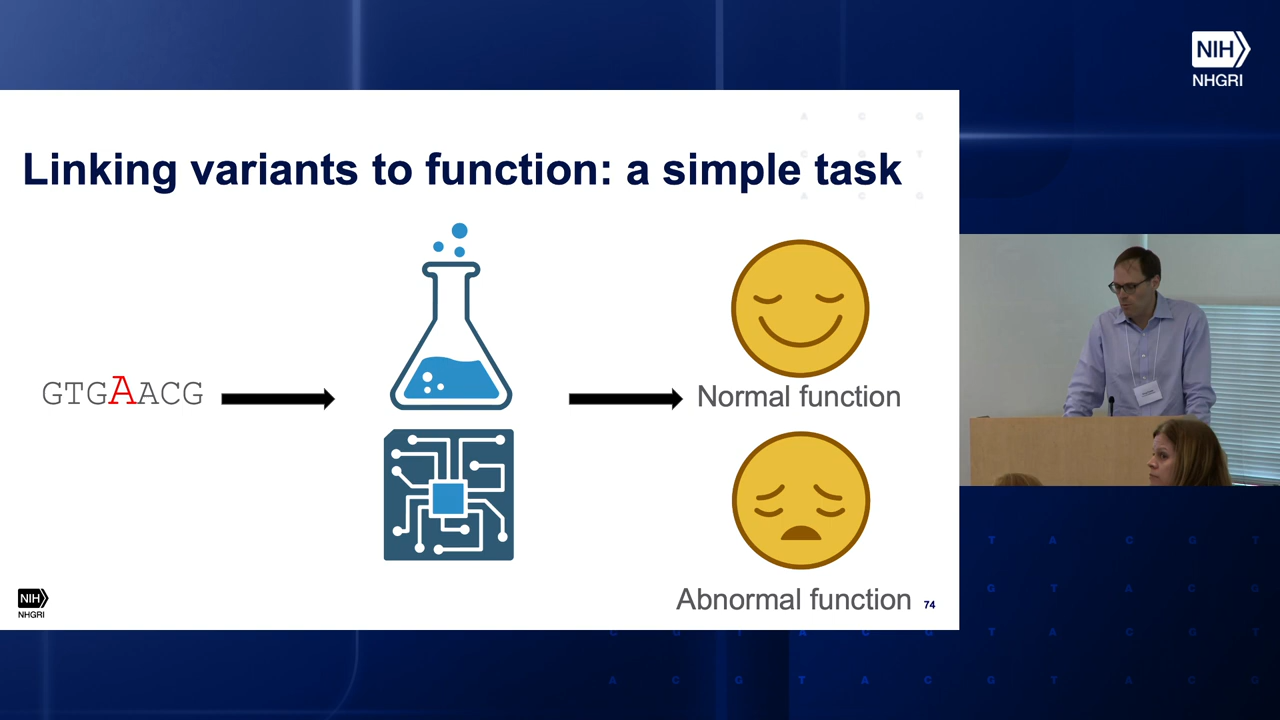 NIH
NHGRI
Linking variants to function: a simple task
GTGAACG
Normal function
Abnormal function
74
NIH
NHGRI